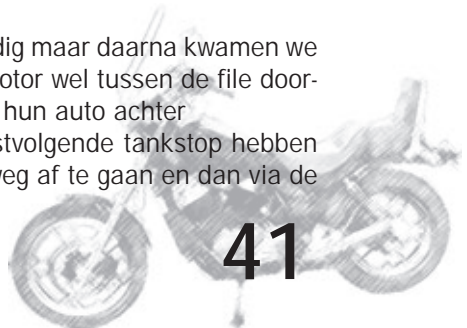 dig maar daarna kwamen we
otor wel tussen de file door-
hun auto achter
stvolgende tankstop hebben
weg af te gaan en dan via de
41